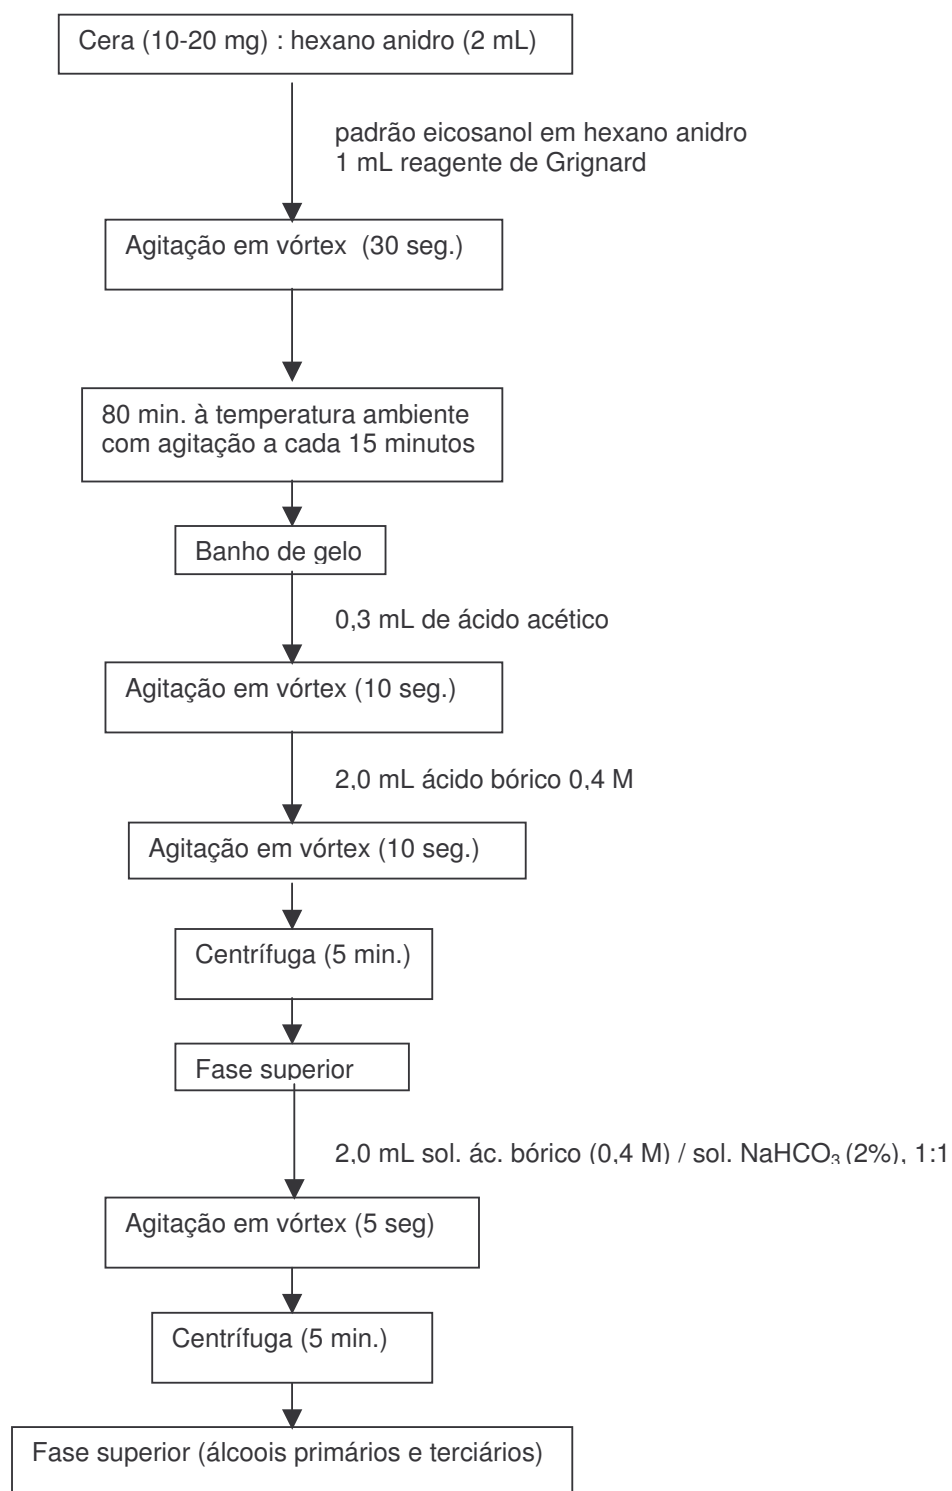 Cera (10-20 mg) : hexano anidro (2 mL)
padrão eicosanol em hexano anidro
1 mL reagente de Grignard
Agitação em vórtex (30 seg.)
80 min. à temperatura ambiente
com agitação a cada 15 minutos
Banho de gelo
0,3 mL de ácido acético
Agitação em vórtex (10 seg.)
2,0 mL ácido bórico 0,4 M
Agitação em vórtex (10 seg.)
Centrífuga (5 min.)
Fase superior
2,0 mL sol. ác. bórico (0,4 M) / sol. NaHCO₃ (2%), 1:1
Agitação em vórtex (5 seg)
Centrífuga (5 min.)
Fase superior (álcoois primários e terciários)